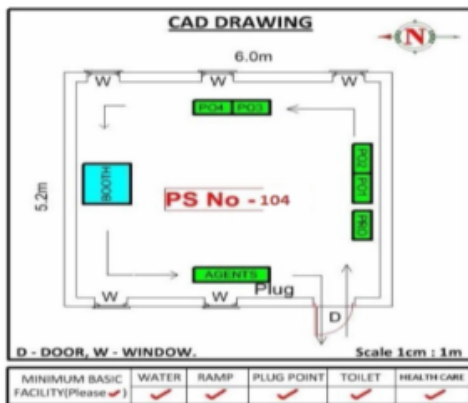 CAD DRAWING
N
6.0m
W W W
PO4 PO3
5.2m
BOOTH
PO2
PO1
PRO
PS No - 104
AGENTS
Plug
W W
D
D - DOOR, W - WINDOW. Scale 1cm : 1m
MINIMUM BASIC WATER RAMP PLUG POINT TOILET HEALTH CARE
FACILITY(Please ✓) ✓ ✓ ✓ ✓ ✓